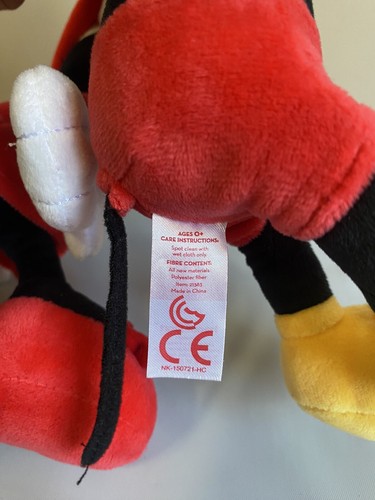 AGES 0+
CARE INSTRUCTIONS:
Spot clean with
wet cloth only
FIBRE CONTENT:
All new materials
Polyester fiber
Made in China
CE
NK-150721-HC